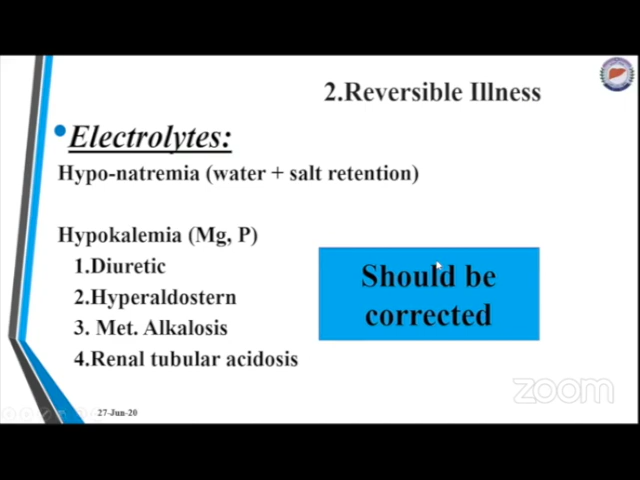 2.Reversible Illness
Electrolytes:
Hypo-natremia (water + salt retention)
Hypokalemia (Mg, P)
1.Diuretic
2.Hyperaldostern
3. Met. Alkalosis
4.Renal tubular acidosis
Should be
corrected
zoom
27-Jun-20